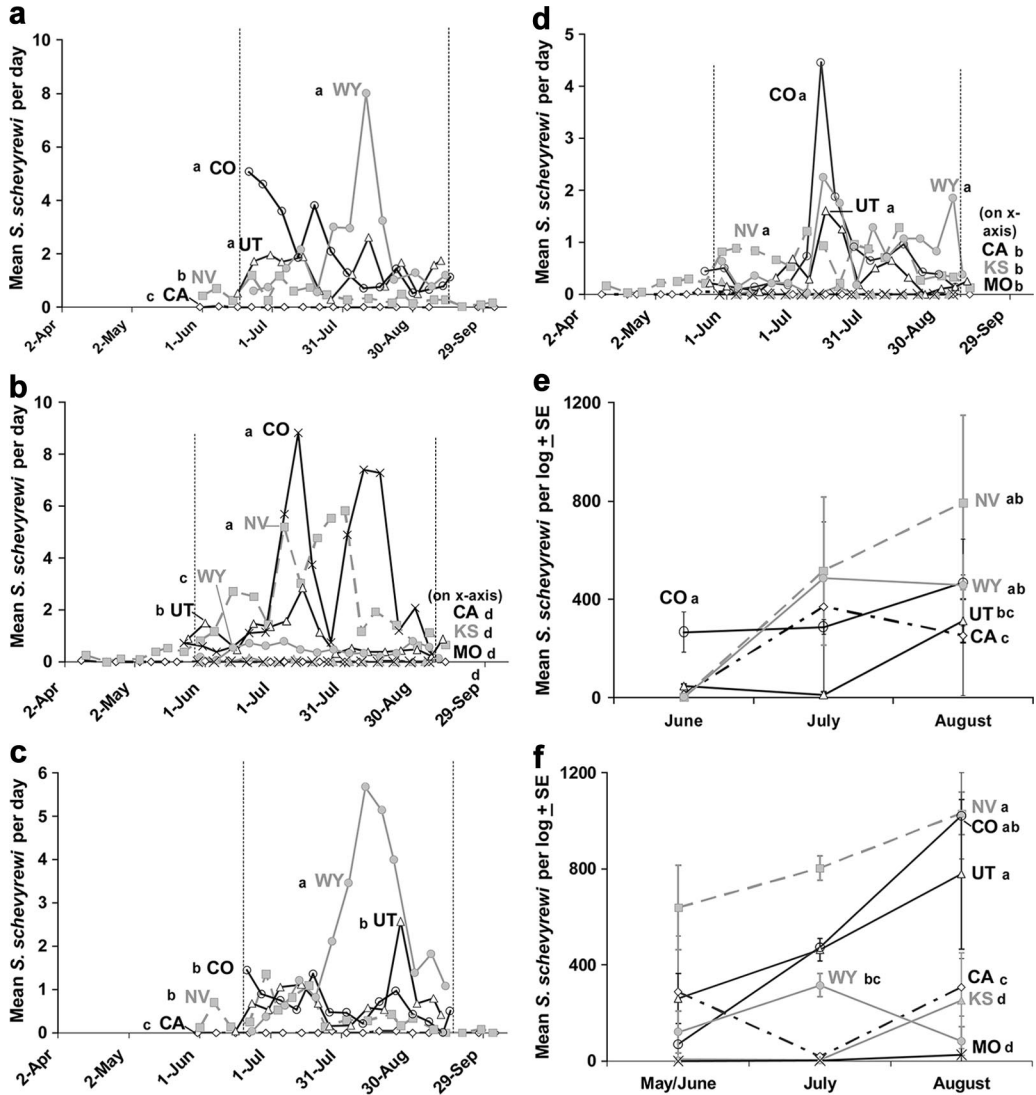 a
Mean S. schevyrewi per day
10
8
6
4
2
0
a WY
a CO
a UT
b NV
c CA
2-Apr
2-May
1-Jun
1-Jul
31-Jul
30-Aug
29-Sep
b
Mean S. schevyrewi per day
10
8
6
4
2
0
a CO
a NV
c WY
b UT
(on x-axis)
CA d
KS d
MO d
d
2-Apr
2-May
1-Jun
1-Jul
31-Jul
30-Aug
29-Sep
c
Mean S. schevyrewi per day
6
5
4
3
2
1
0
a WY
b UT
b CO
b NV
c CA
2-Apr
2-May
1-Jun
1-Jul
31-Jul
30-Aug
29-Sep
d
Mean S. schevyrewi per day
5
4
3
2
1
0
CO a
WY a
UT a
NV a
(on x-
axis)
CA b
KS b
MO b
2-Apr
2-May
1-Jun
1-Jul
31-Jul
30-Aug
29-Sep
e
Mean S. schevyrewi per log ± SE
1200
800
400
0
CO a
NV ab
WY ab
UT bc
CA c
June
July
August
f
Mean S. schevyrewi per log ± SE
1200
800
400
0
NV a
CO ab
UT a
WY bc
CA c
KS d
MO d
May/June
July
August